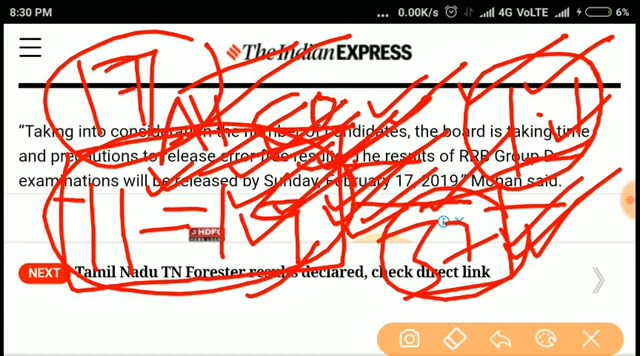 8:30 PM ... 0.00K/s 4G VoLTE 6%
The Indian EXPRESS
17
"Taking into consideration the number of candidates, the board is taking time
and precautions to release error free results. The results of RRB Group D
examinations will be released by Sunday, February 17, 2019," Mohan said.
HDFC
NEXT Tamil Nadu TN Forester results declared, check direct link